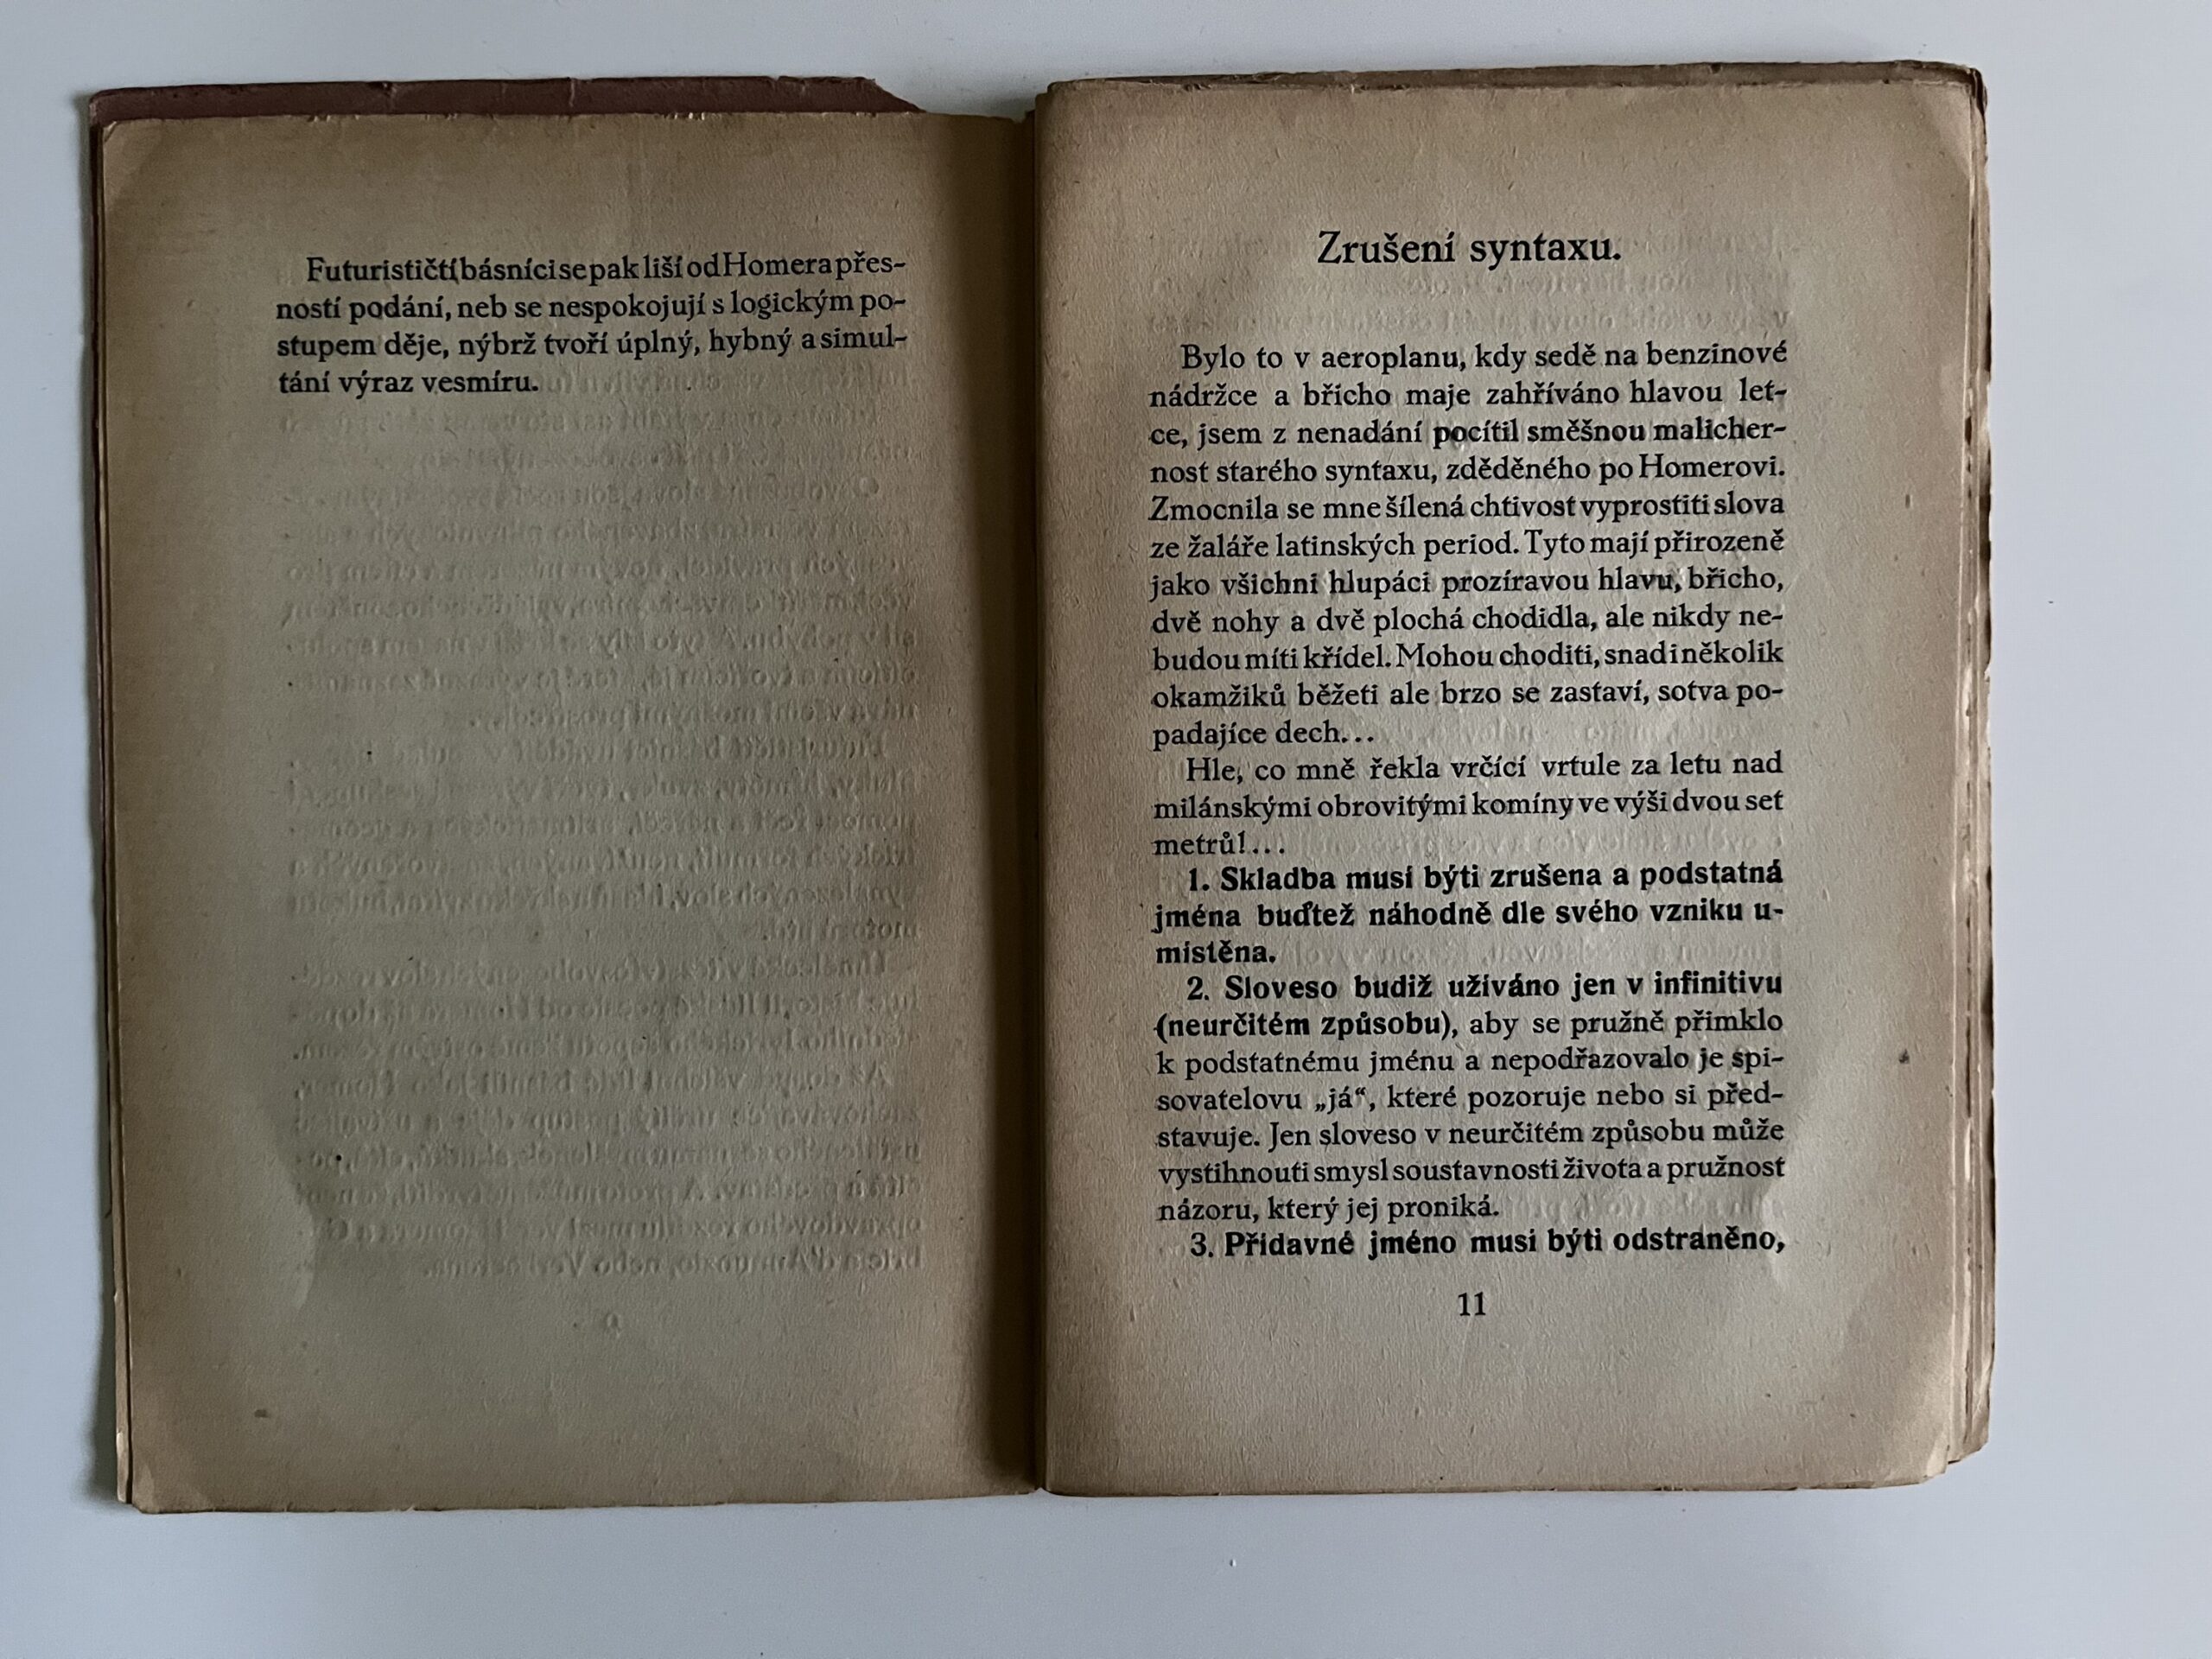 Futurističtí básníci se pak liší od Homera přes-
ností podání, neb se nespokojují s logickým po-
stupem děje, nýbrž tvoří úplný, hybný a simul-
tání výraz vesmíru.
Zrušení syntaxu.
Bylo to v aeroplanu, kdy sedě na benzinové
nádržce a břicho maje zahříváno hlavou let-
ce, jsem z nenadání pocítil směšnou malicher-
nost starého syntaxu, zděděného po Homerovi.
Zmocnila se mne šílená chtivost vyprostiti slova
ze žaláře latinských period. Tyto mají přirozeně
jako všichni hlupáci prozíravou hlavu, břicho,
dvě nohy a dvě plochá chodidla, ale nikdy ne-
budou míti křídel. Mohou choditi, snad i několik
okamžiků běžeti ale brzo se zastaví, sotva po-
padajíce dech...
Hle, co mně řekla vrčící vrtule za letu nad
milánskými obrovitými komíny ve výši dvou set
metrů!...
1. Skladba musí býti zrušena a podstatná
jména buďtež náhodně dle svého vzniku u-
místěna.
2. Sloveso budiž užíváno jen v infinitivu
(neurčitém způsobu), aby se pružně přimklo
k podstatnému jménu a nepodřazovalo je spi-
sovatelovu „já“, které pozoruje nebo si před-
stavuje. Jen sloveso v neurčitém způsobu může
vystihnouti smysl soustavnosti života a pružnost
názoru, který jej proniká.
3. Přídavné jméno musí býti odstraněno,
11